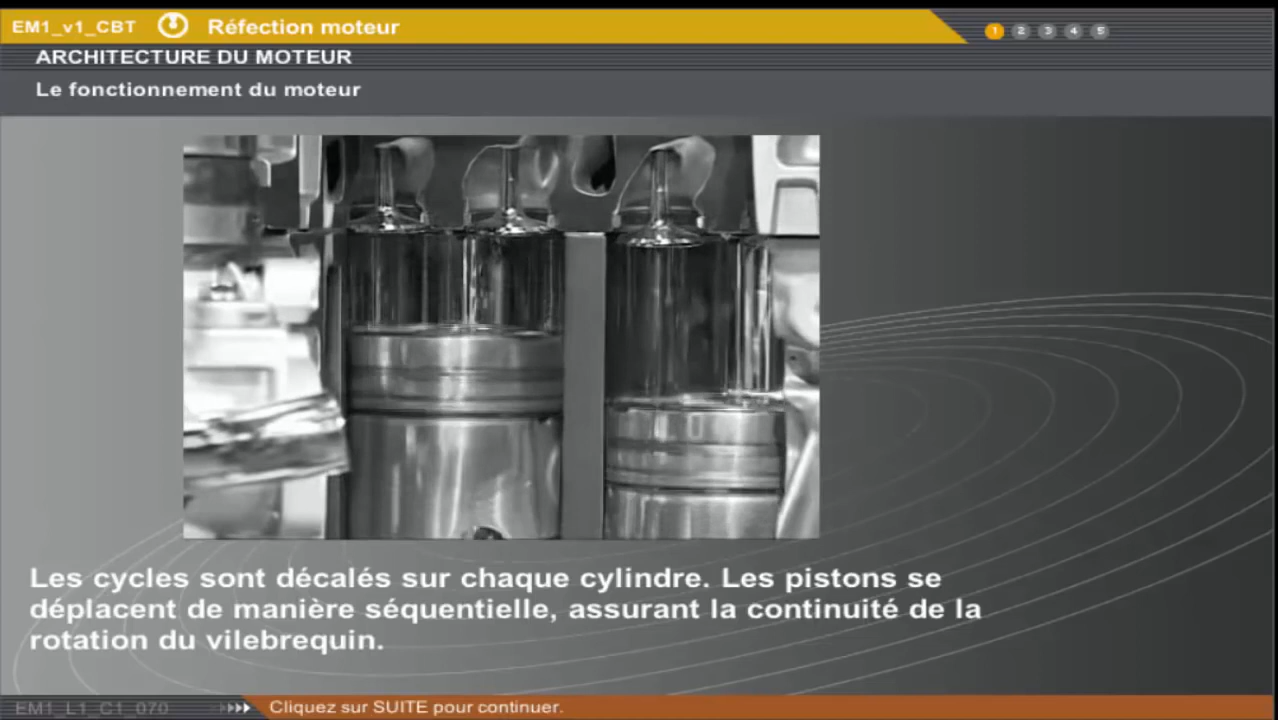 EM1_v1_CBT Réfection moteur
1 2 3 4 5
ARCHITECTURE DU MOTEUR
Le fonctionnement du moteur
Les cycles sont décalés sur chaque cylindre. Les pistons se
déplacent de manière séquentielle, assurant la continuité de la
rotation du vilebrequin.
EM1_L1_C1_070 Cliquez sur SUITE pour continuer.